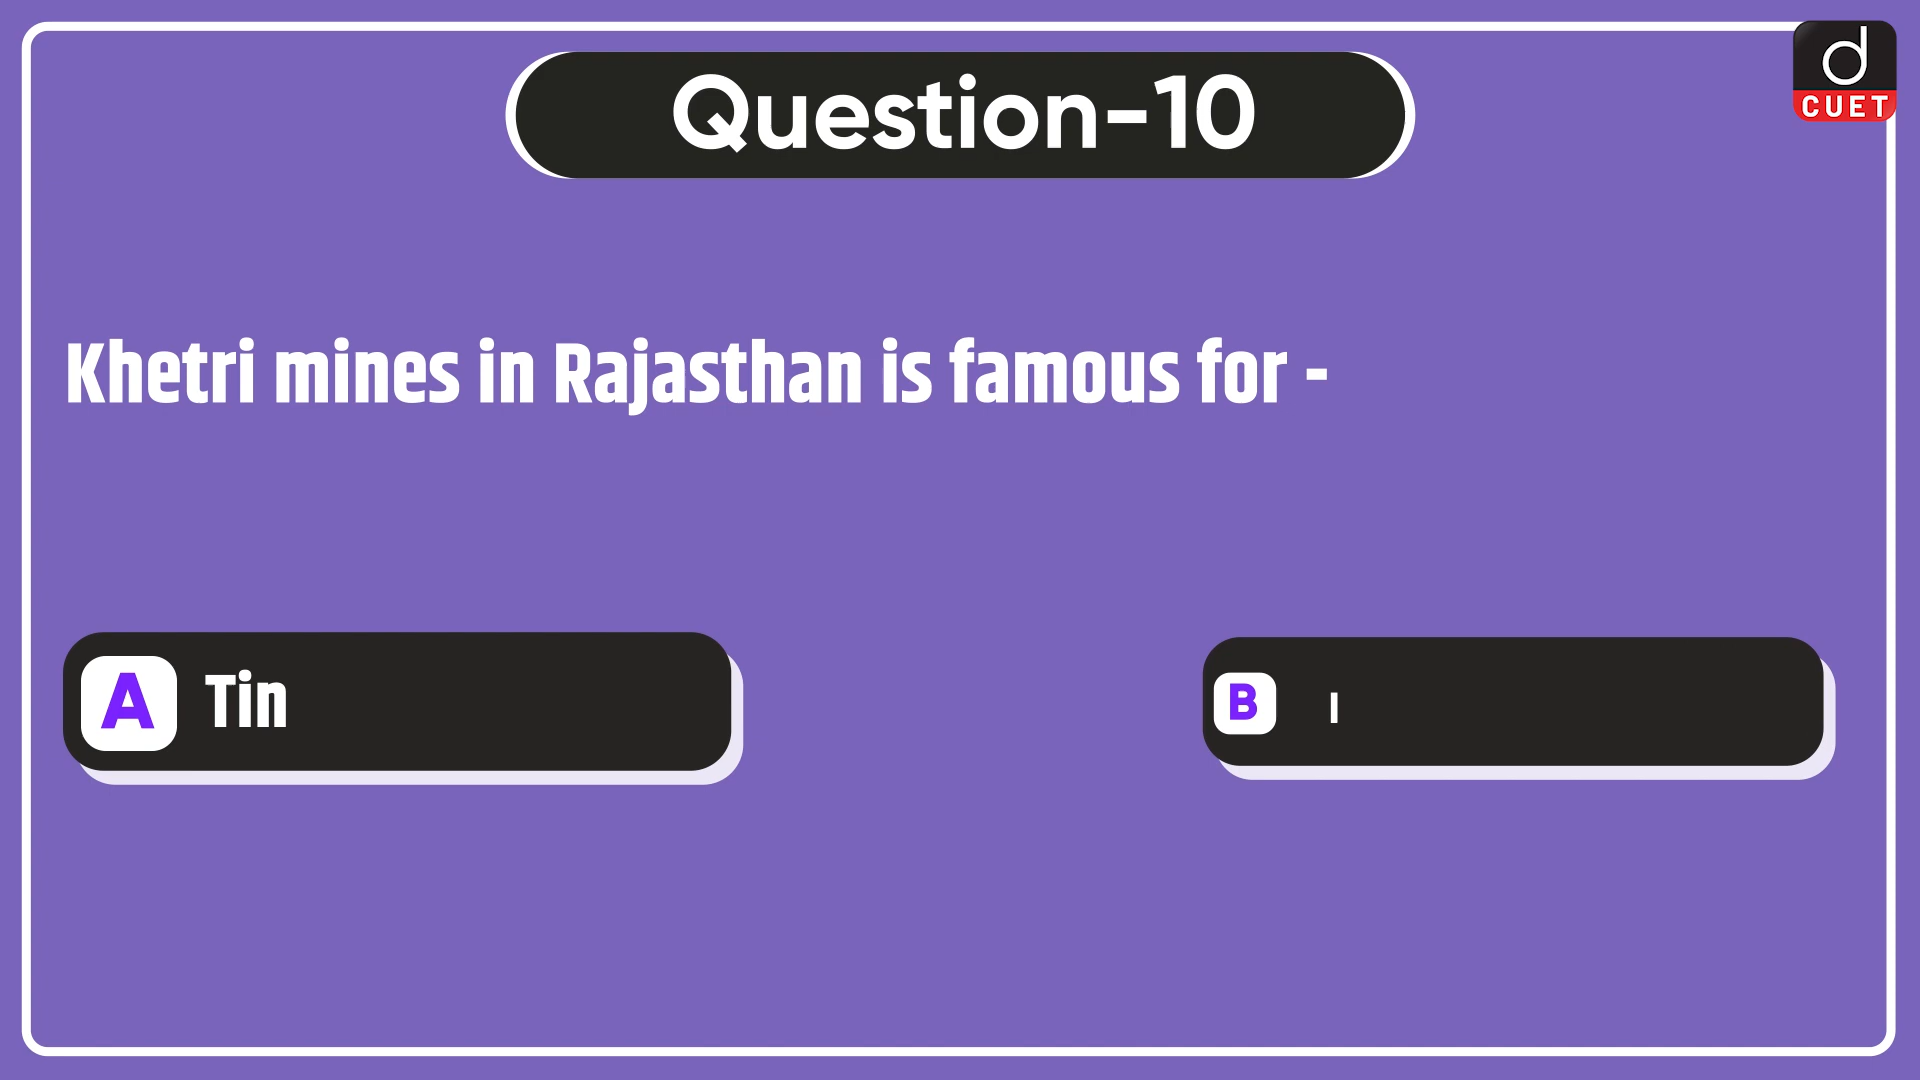 d
CUET
Question-10
Khetri mines in Rajasthan is famous for -
A Tin
B